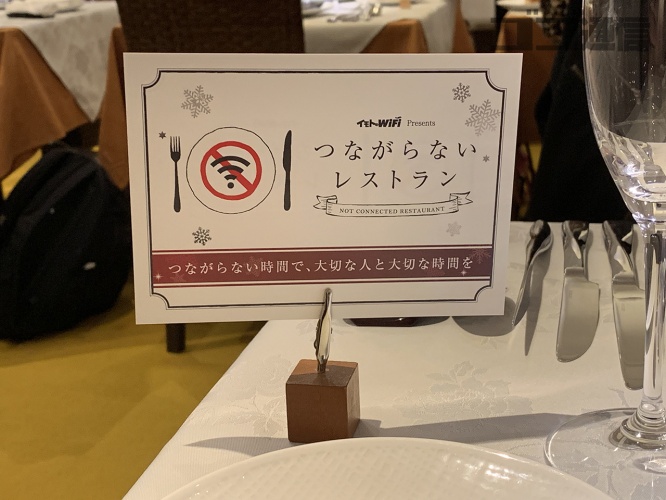 イモトWiFi Presents
つながらない
レストラン
NOT CONNECTED RESTAURANT
つながらない時間で、大切な人と大切な時間を